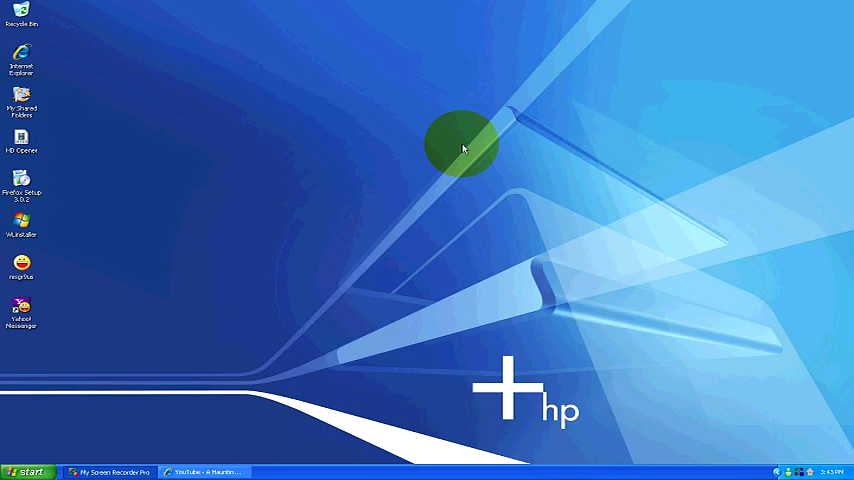 Recycle Bin
Internet
Explorer
My Shared
Folders
HD Opener
Firefox Setup
3.0.2
WLinstaller
msgr9us
Yahoo!
Messenger
hp
start
My Screen Recorder Pro
YouTube - A Hauntin...
3:43 PM